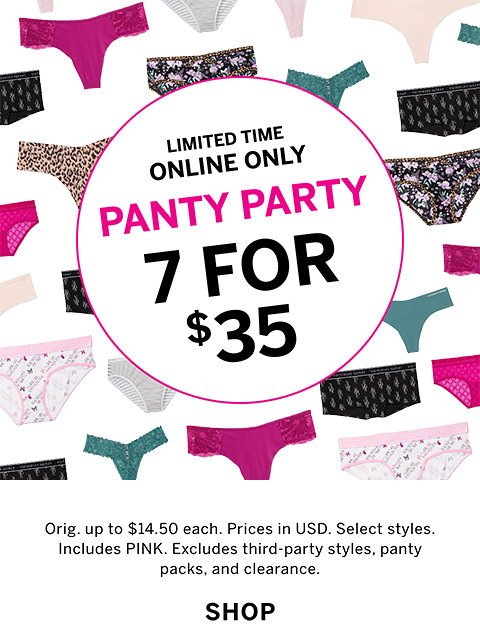 LIMITED TIME
ONLINE ONLY
PANTY PARTY
7 FOR
$35
Orig. up to $14.50 each. Prices in USD. Select styles.
Includes PINK. Excludes third-party styles, panty
packs, and clearance.
SHOP